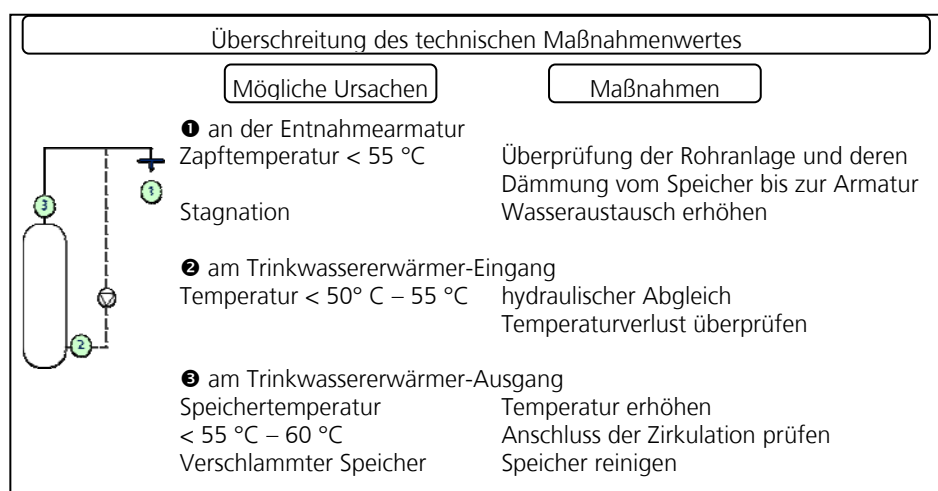 Überschreitung des technischen Maßnahmenwertes
Mögliche Ursachen Maßnahmen
❶ an der Entnahmearmatur
Zapftemperatur < 55 °C Überprüfung der Rohranlage und deren
Dämmung vom Speicher bis zur Armatur
Stagnation Wasseraustausch erhöhen
❷ am Trinkwassererwärmer-Eingang
Temperatur < 50° C – 55 °C hydraulischer Abgleich
Temperaturverlust überprüfen
❸ am Trinkwassererwärmer-Ausgang
Speichertemperatur Temperatur erhöhen
< 55 °C – 60 °C Anschluss der Zirkulation prüfen
Verschlammter Speicher Speicher reinigen
1
3
2